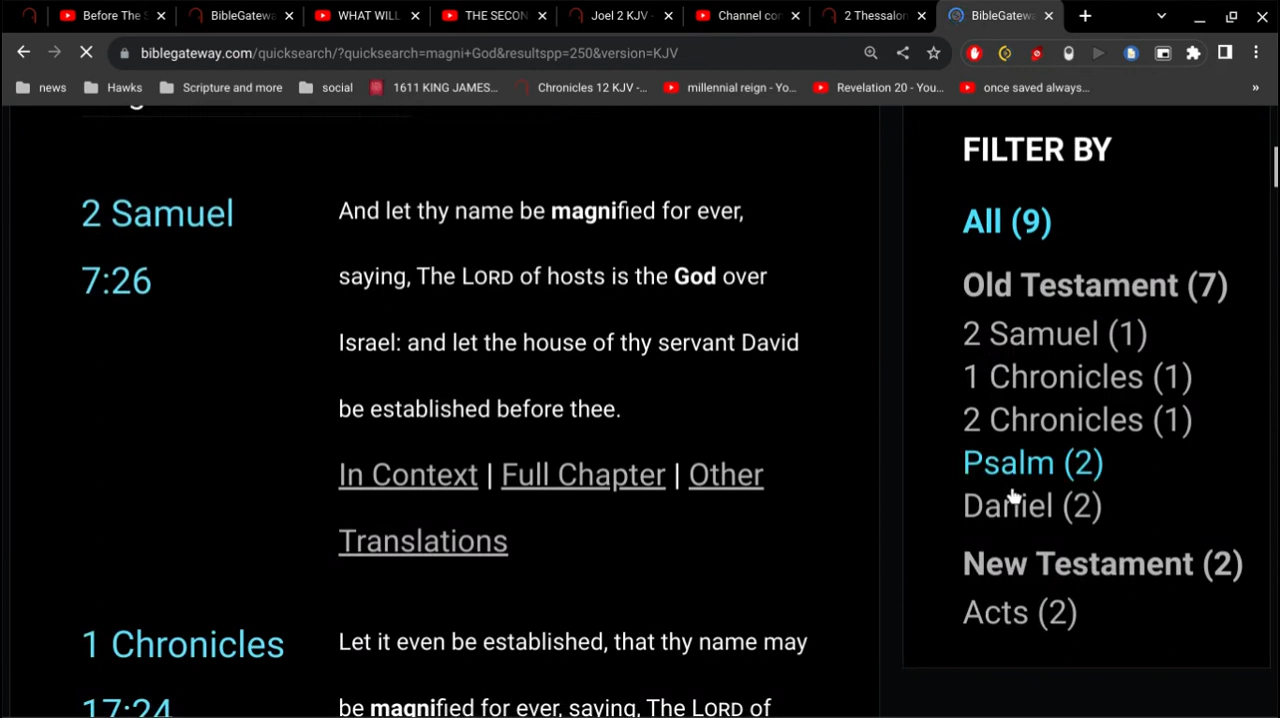 Before The S
BibleGatewa
WHAT WILL
THE SECON
Joel 2 KJV -
Channel con
2 Thessalon
BibleGatewa
biblegateway.com/quicksearch/?quicksearch=magni+God&resultspp=250&version=KJV
news
Hawks
Scripture and more
social
1611 KING JAMES...
Chronicles 12 KJV -...
millennial reign - Yo...
Revelation 20 - You...
once saved always...
»
2 Samuel
7:26
And let thy name be magnified for ever,
saying, The LORD of hosts is the God over
Israel: and let the house of thy servant David
be established before thee.
In Context | Full Chapter | Other
Translations
1 Chronicles
17:24
Let it even be established, that thy name may
be magnified for ever, saying, The LORD of
FILTER BY
All (9)
Old Testament (7)
2 Samuel (1)
1 Chronicles (1)
2 Chronicles (1)
Psalm (2)
Daniel (2)
New Testament (2)
Acts (2)